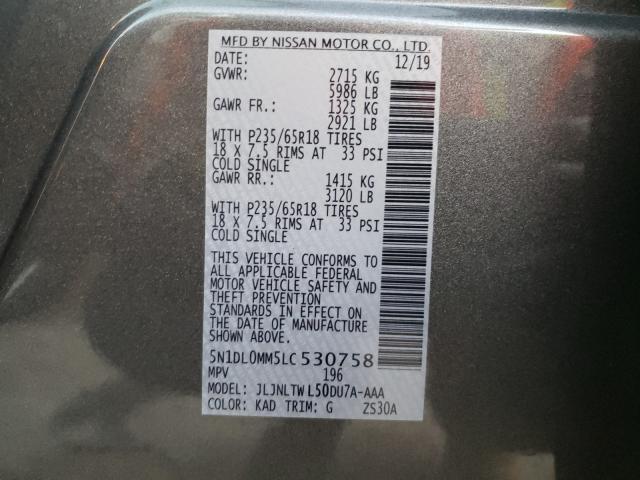 MFD BY NISSAN MOTOR CO., LTD.
DATE: 12/19
GVWR: 2715 KG
5986 LB
GAWR FR.: 1325 KG
2921 LB
WITH P235/65R18 TIRES
18 X 7.5 RIMS AT 33 PSI
COLD SINGLE
GAWR RR.: 1415 KG
3120 LB
WITH P235/65R18 TIRES
18 X 7.5 RIMS AT 33 PSI
COLD SINGLE
THIS VEHICLE CONFORMS TO
ALL APPLICABLE FEDERAL
MOTOR VEHICLE SAFETY AND
THEFT PREVENTION
STANDARDS IN EFFECT ON
THE DATE OF MANUFACTURE
SHOWN ABOVE.
5N1DL0MM5LC 530758
MPV 196
MODEL: JLJNLTW L50DU7A-AAA
COLOR: KAD TRIM: G ZS30A